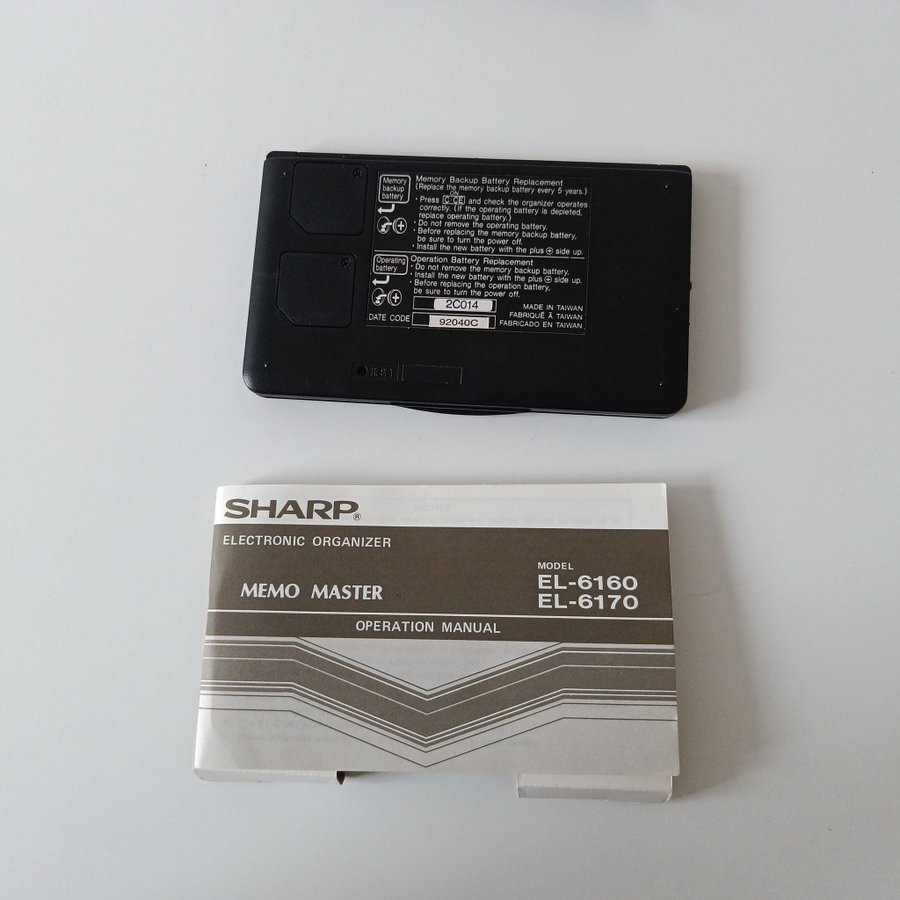 Memory
backup
battery
Memory Backup Battery Replacement
(Replace the memory backup battery every 5 years.)
ON
· Press C·CE and check the organizer operates
correctly. (If the operating battery is depleted,
replace operating battery.)
· Do not remove the operating battery.
· Before replacing the memory backup battery,
be sure to turn the power off.
· Install the new battery with the plus ⊕ side up.
Operating
battery
Operation Battery Replacement
· Do not remove the memory backup battery.
· Install the new battery with the plus ⊕ side up.
· Before replacing the operation battery,
be sure to turn the power off.
2C014
DATE CODE 92040C
MADE IN TAIWAN
FABRIQUÉ À TAIWAN
FABRICADO EN TAIWAN
RESET
SHARP®
ELECTRONIC ORGANIZER
MEMO MASTER
MODEL
EL-6160
EL-6170
OPERATION MANUAL